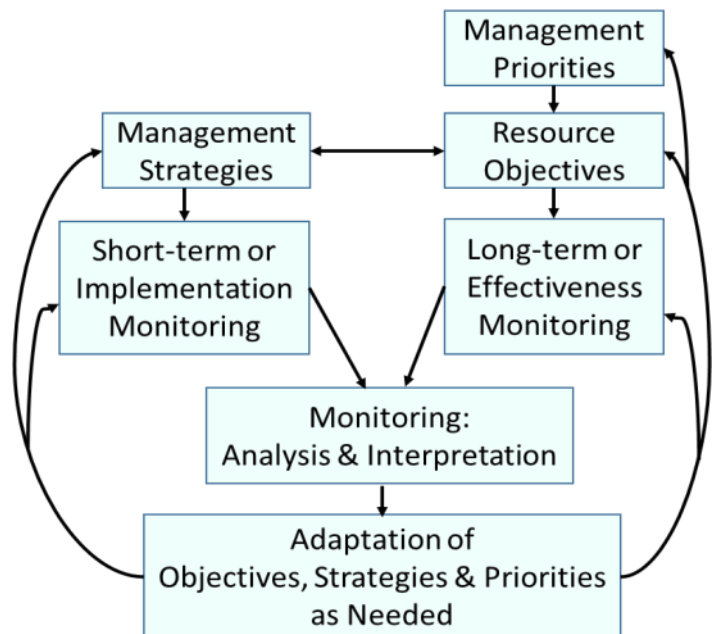 Management
Priorities
Management
Strategies
Resource
Objectives
Short-term or
Implementation
Monitoring
Long-term or
Effectiveness
Monitoring
Monitoring:
Analysis & Interpretation
Adaptation of
Objectives, Strategies & Priorities
as Needed